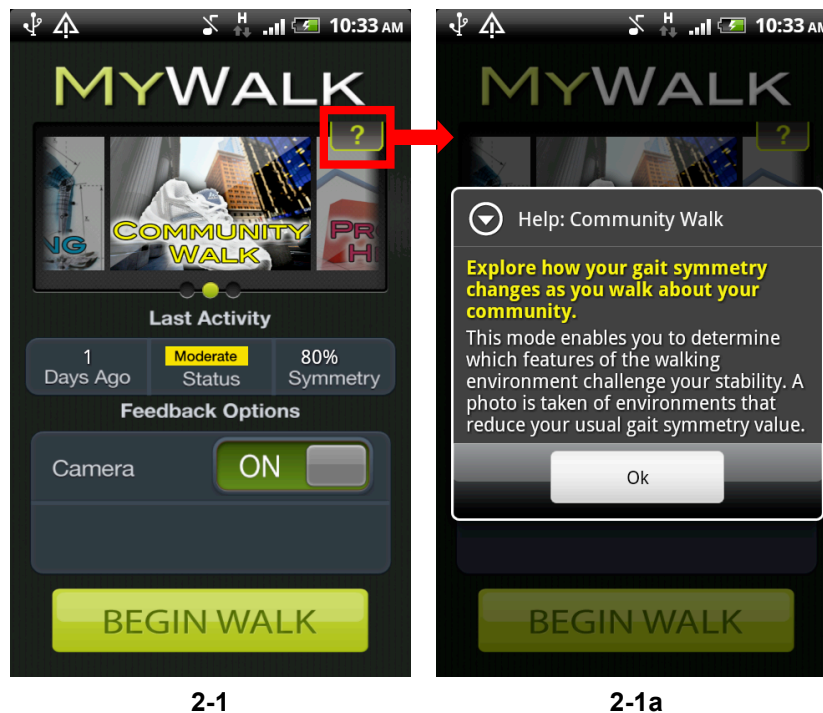 H
10:33 AM
MYWALK
?
NG
COMMUNITY
WALK
PR
H
Last Activity
1
Days Ago
Moderate
Status
80%
Symmetry
Feedback Options
Camera
ON
BEGIN WALK
2-1
H
10:33 AM
MYWALK
?
Help: Community Walk
Explore how your gait symmetry
changes as you walk about your
community.
This mode enables you to determine
which features of the walking
environment challenge your stability. A
photo is taken of environments that
reduce your usual gait symmetry value.
Ok
BEGIN WALK
2-1a